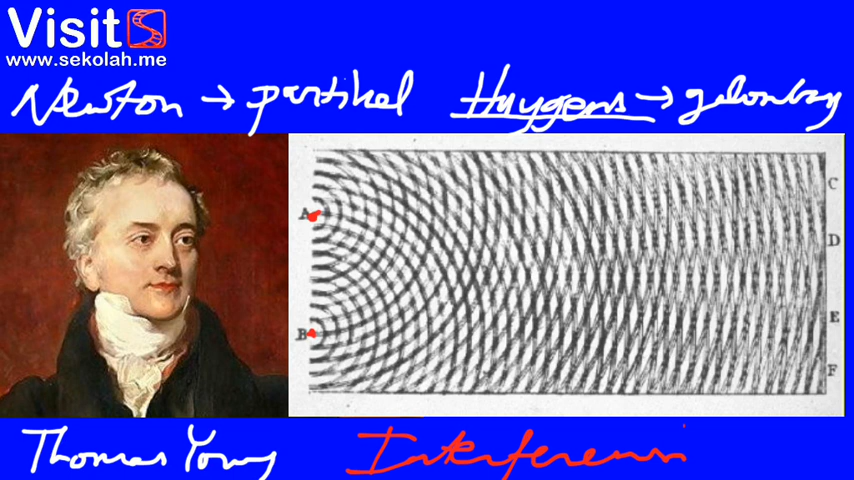 Visit S
www.sekolah.me
Newton → partikel Huygens → gelombang
A
B
C
D
E
F
Thomas Young Interferensi